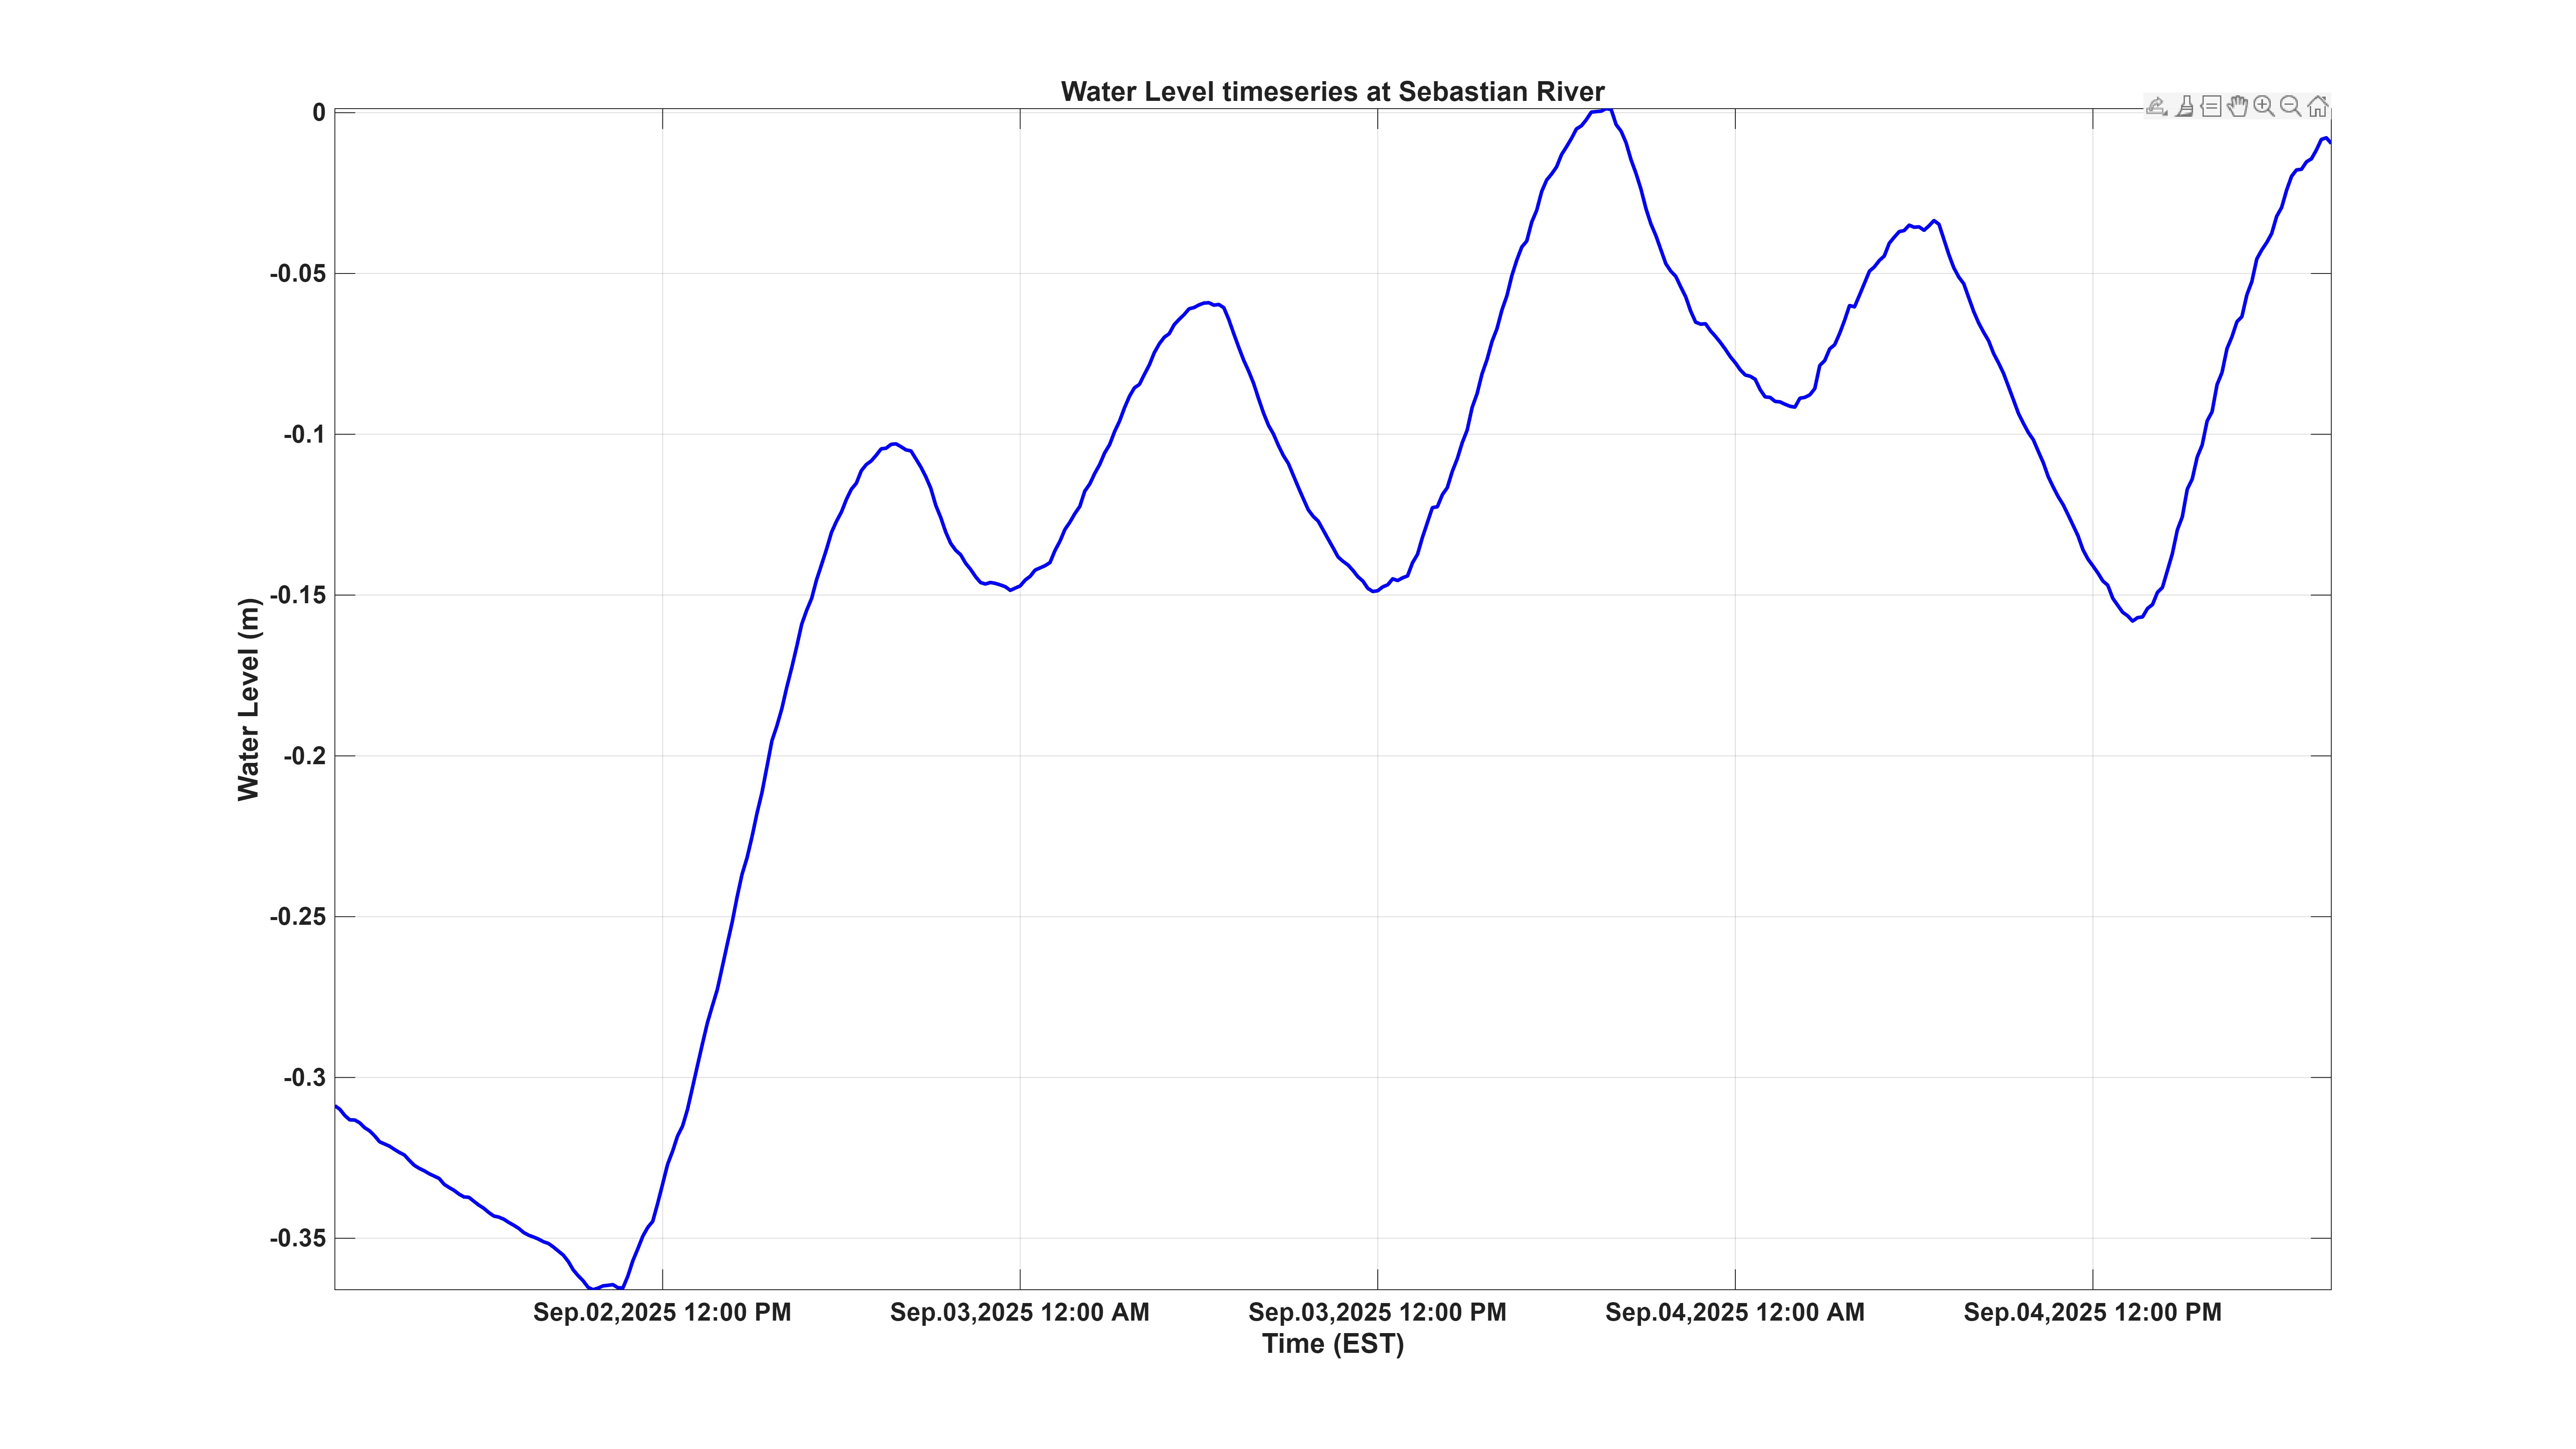 Water Level timeseries at Sebastian River
0
-0.05
-0.1
-0.15
-0.2
-0.25
-0.3
-0.35
Water Level (m)
Sep.02,2025 12:00 PM
Sep.03,2025 12:00 AM
Sep.03,2025 12:00 PM
Sep.04,2025 12:00 AM
Sep.04,2025 12:00 PM
Time (EST)